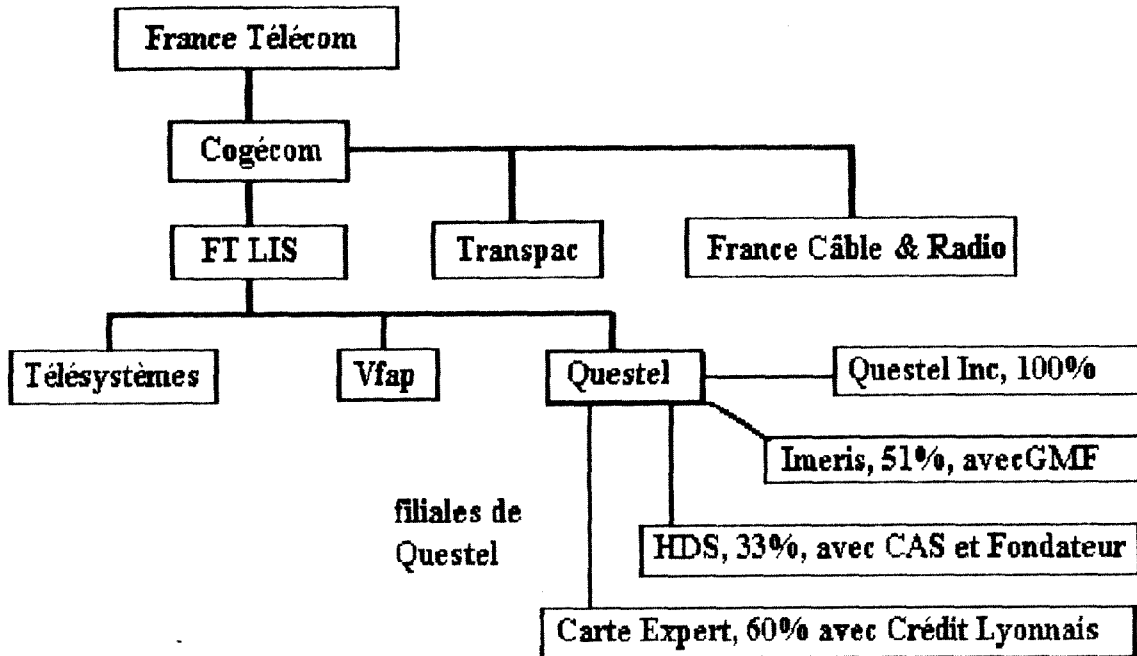 France Télécom
Cogécom
FT LIS
Transpac
France Câble & Radio
Télésystèmes
Vfap
Questel
Questel Inc, 100%
Imeris, 51%, avecGMF
filiales de
Questel
HDS, 33%, avec CAS et Fondateur
Carte Expert, 60% avec Crédit Lyonnais